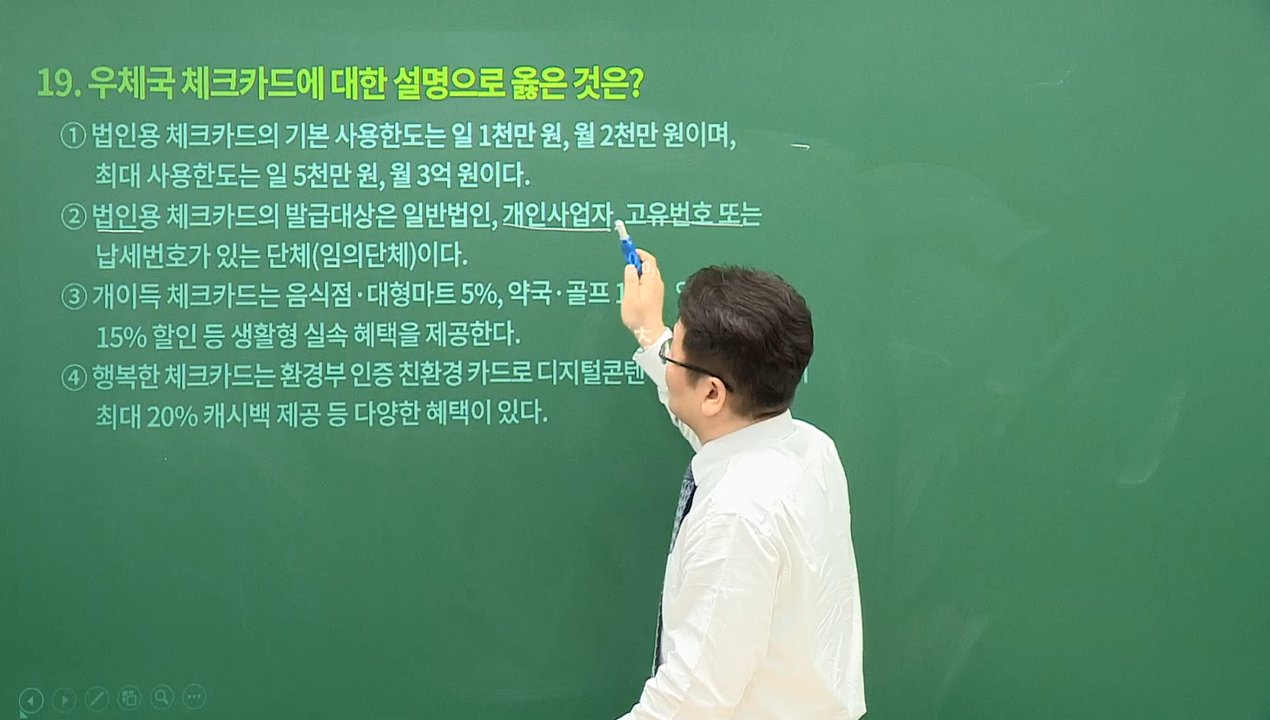 19. 우체국 체크카드에 대한 설명으로 옳은 것은?
① 법인용 체크카드의 기본 사용한도는 일 1천만 원, 월 2천만 원이며,
최대 사용한도는 일 5천만 원, 월 3억 원이다.
② 법인용 체크카드의 발급대상은 일반법인, 개인사업자, 고유번호 또는
납세번호가 있는 단체(임의단체)이다.
③ 개이득 체크카드는 음식점·대형마트 5%, 약국·골프
15% 할인 등 생활형 실속 혜택을 제공한다.
④ 행복한 체크카드는 환경부 인증 친환경 카드로
최대 20% 캐시백 제공 등 다양한 혜택이 있다.